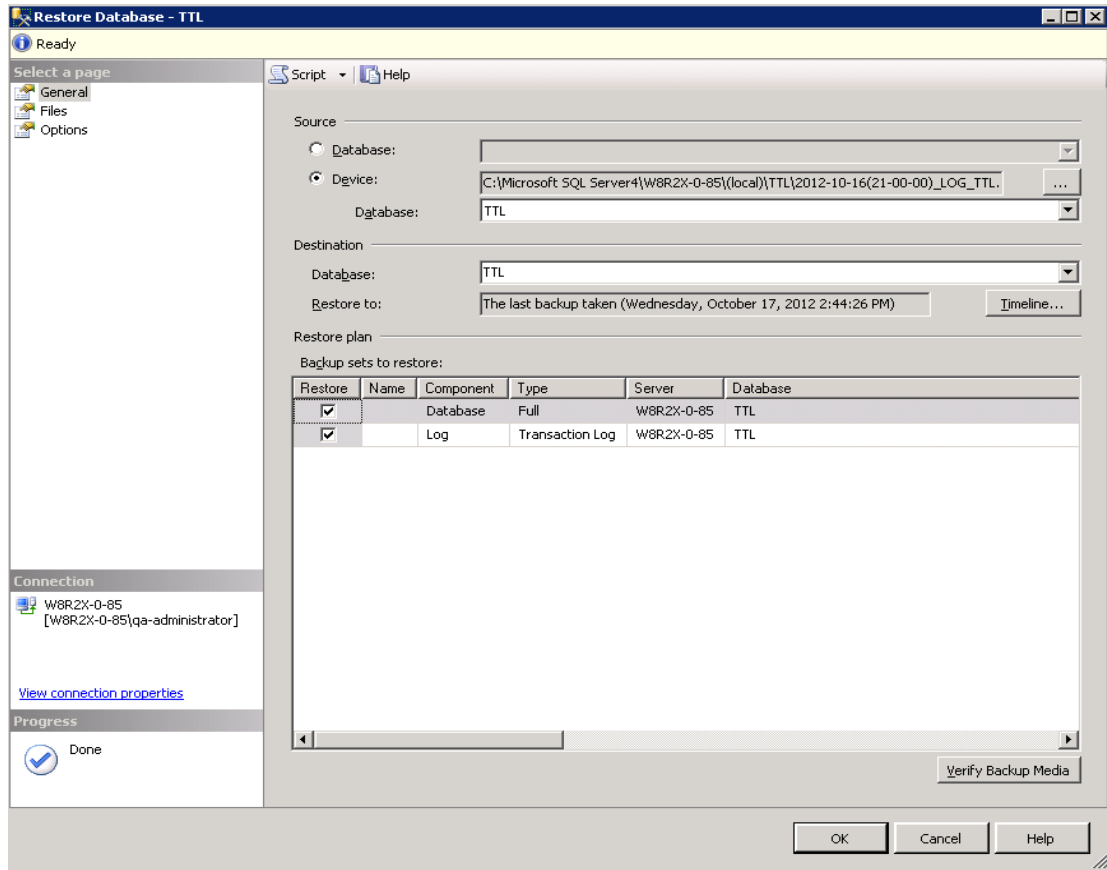 Restore Database - TTL
Ready
Select a page
General
Files
Options
Script
Help
Source
Database:
Device:
C:\Microsoft SQL Server4\W8R2X-0-85\(local)\TTL\2012-10-16(21-00-00)_LOG_TTL.
...
Database:
TTL
Destination
Database:
TTL
Restore to:
The last backup taken (Wednesday, October 17, 2012 2:44:26 PM)
Timeline...
Restore plan
Backup sets to restore:
Restore Name Component Type Server Database
Database Full W8R2X-0-85 TTL
Log Transaction Log W8R2X-0-85 TTL
Connection
W8R2X-0-85
[W8R2X-0-85\qa-administrator]
View connection properties
Progress
Done
Verify Backup Media
OK Cancel Help